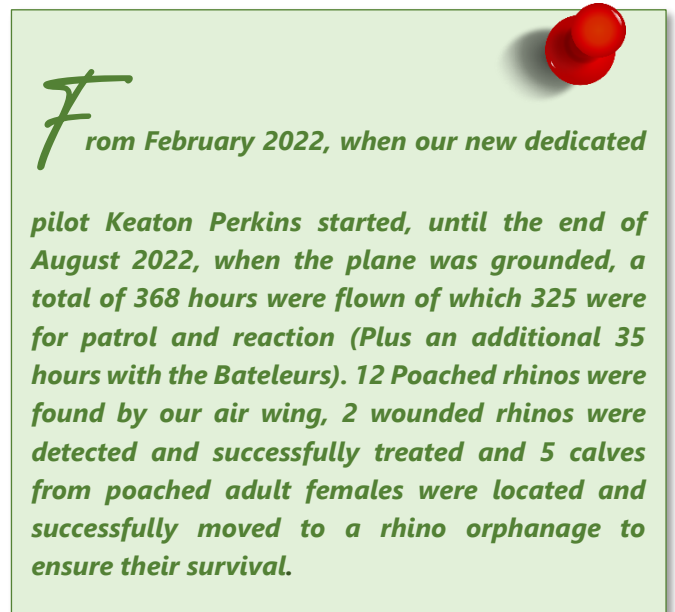 From February 2022, when our new dedicated
pilot Keaton Perkins started, until the end of
August 2022, when the plane was grounded, a
total of 368 hours were flown of which 325 were
for patrol and reaction (Plus an additional 35
hours with the Bateleurs). 12 Poached rhinos were
found by our air wing, 2 wounded rhinos were
detected and successfully treated and 5 calves
from poached adult females were located and
successfully moved to a rhino orphanage to
ensure their survival.